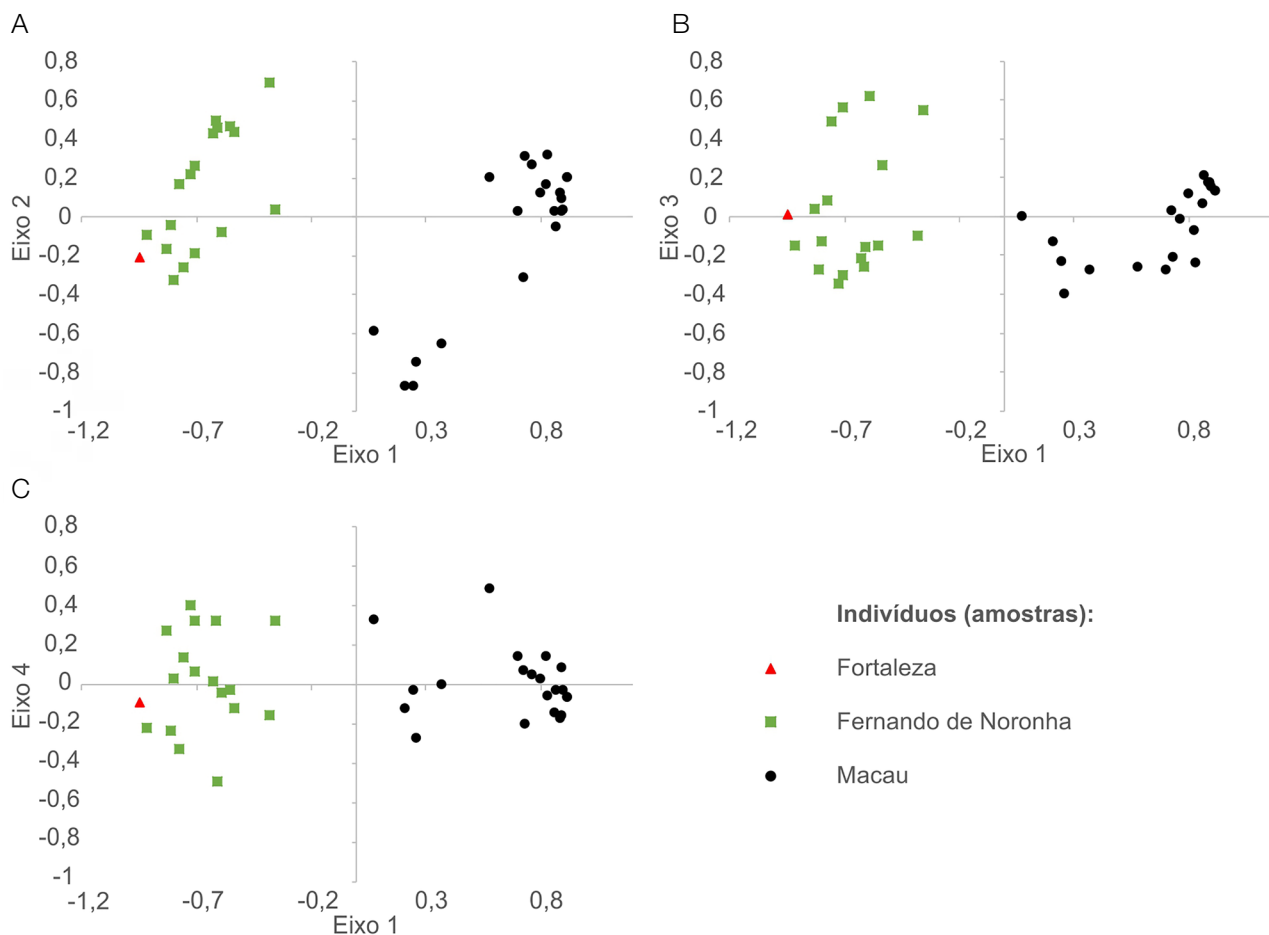 A
0,8
0,6
0,4
0,2
0
-0,2
-0,4
-0,6
-0,8
-1
Eixo 2
-1,2 -0,7 -0,2 0,3 0,8
Eixo 1
B
0,8
0,6
0,4
0,2
0
-0,2
-0,4
-0,6
-0,8
-1
Eixo 3
-1,2 -0,7 -0,2 0,3 0,8
Eixo 1
C
0,8
0,6
0,4
0,2
0
-0,2
-0,4
-0,6
-0,8
-1
Eixo 4
-1,2 -0,7 -0,2 0,3 0,8
Eixo 1
Indivíduos (amostras):
Fortaleza
Fernando de Noronha
Macau